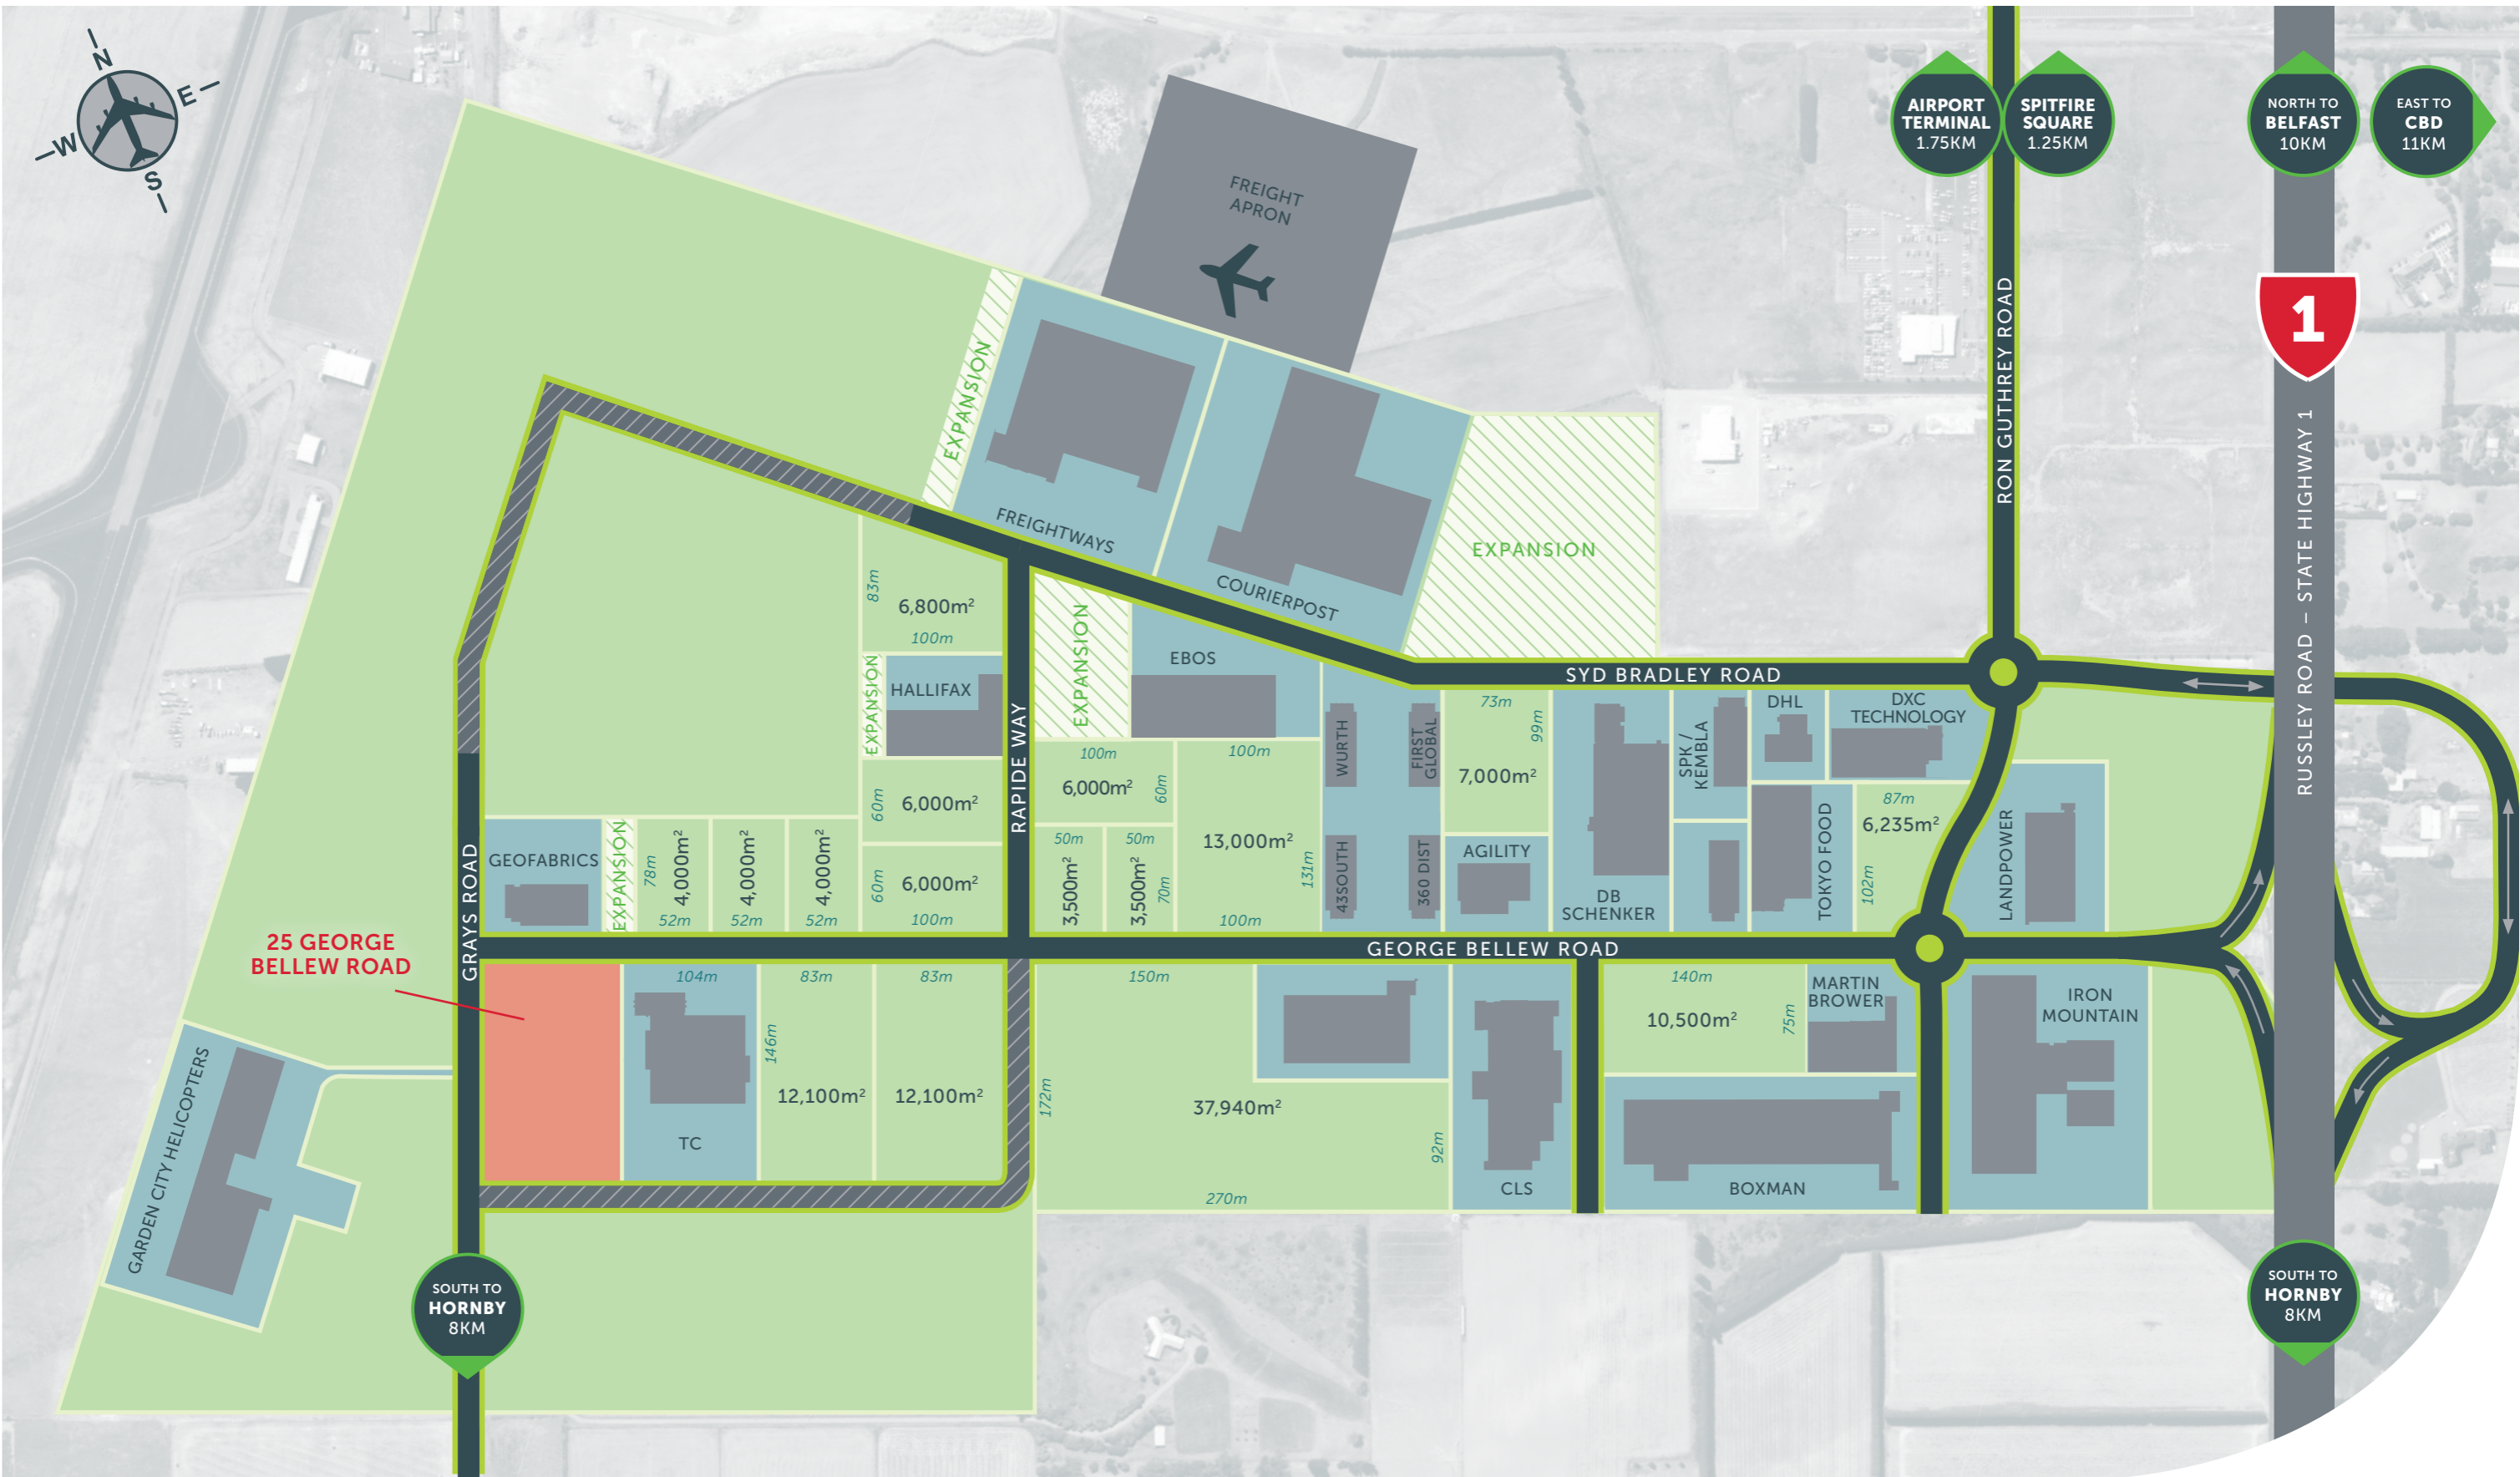 N
E
W
S
AIRPORT
TERMINAL
1.75KM
SPITFIRE
SQUARE
1.25KM
NORTH TO
BELFAST
10KM
EAST TO
CBD
11KM
FREIGHT
APRON
1
RON GUTHREY ROAD
RUSSLEY ROAD – STATE HIGHWAY 1
EXPANSION
FREIGHTWAYS
COURIERPOST
EXPANSION
83m
6,800m²
100m
EXPANSION
HALLIFAX
EXPANSION
EBOS
SYD BRADLEY ROAD
RAPIDE WAY
60m
6,000m²
60m
6,000m²
100m
100m
6,000m²
60m
50m
3,500m²
50m
3,500m²
70m
100m
13,000m²
131m
100m
WURTH
FIRST
GLOBAL
43SOUTH
360 DIST
73m
99m
7,000m²
AGILITY
DB
SCHENKER
SPK /
KEMBLA
DHL
DXC
TECHNOLOGY
TOKYO FOOD
87m
6,235m²
102m
LANDPOWER
GEOFABRICS
EXPANSION
78m
4,000m²
52m
4,000m²
52m
4,000m²
52m
GRAYS ROAD
25 GEORGE
BELLEW ROAD
GEORGE BELLEW ROAD
104m
TC
146m
83m
12,100m²
83m
12,100m²
150m
172m
37,940m²
92m
270m
CLS
140m
10,500m²
75m
MARTIN
BROWER
BOXMAN
IRON
MOUNTAIN
GARDEN CITY HELICOPTERS
SOUTH TO
HORNBY
8KM
SOUTH TO
HORNBY
8KM